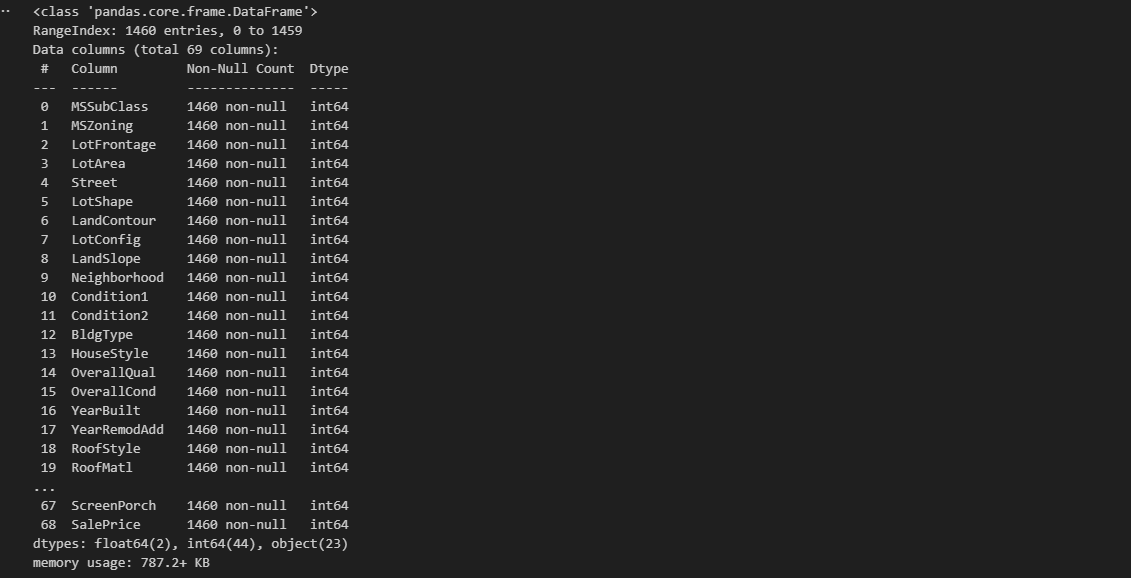 <class 'pandas.core.frame.DataFrame'>
RangeIndex: 1460 entries, 0 to 1459
Data columns (total 69 columns):
 #   Column         Non-Null Count  Dtype
---  ------         --------------  -----
 0   MSSubClass     1460 non-null   int64
 1   MSZoning       1460 non-null   int64
 2   LotFrontage    1460 non-null   int64
 3   LotArea        1460 non-null   int64
 4   Street         1460 non-null   int64
 5   LotShape       1460 non-null   int64
 6   LandContour    1460 non-null   int64
 7   LotConfig      1460 non-null   int64
 8   LandSlope      1460 non-null   int64
 9   Neighborhood   1460 non-null   int64
 10  Condition1     1460 non-null   int64
 11  Condition2     1460 non-null   int64
 12  BldgType       1460 non-null   int64
 13  HouseStyle     1460 non-null   int64
 14  OverallQual    1460 non-null   int64
 15  OverallCond    1460 non-null   int64
 16  YearBuilt      1460 non-null   int64
 17  YearRemodAdd   1460 non-null   int64
 18  RoofStyle      1460 non-null   int64
 19  RoofMatl       1460 non-null   int64
...
 67  ScreenPorch    1460 non-null   int64
 68  SalePrice      1460 non-null   int64
dtypes: float64(2), int64(44), object(23)
memory usage: 787.2+ KB